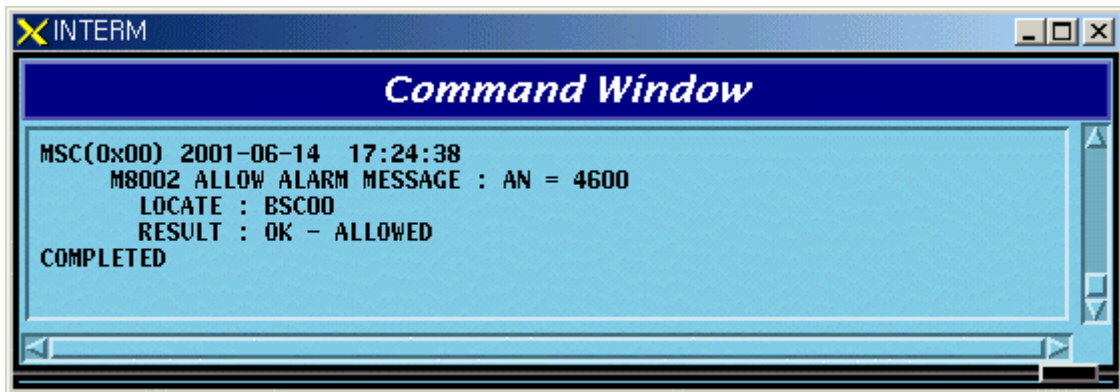 INTERM
Command Window
MSC(0x00) 2001-06-14  17:24:38
M8002 ALLOW ALARM MESSAGE : AN = 4600
LOCATE : BSC00
RESULT : OK - ALLOWED
COMPLETED